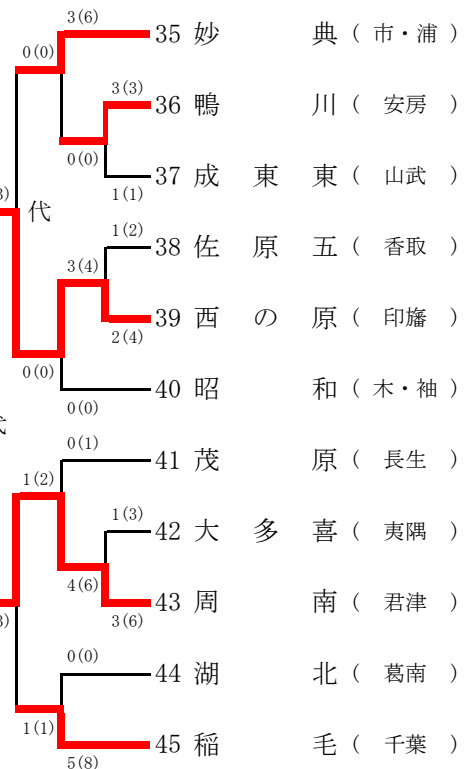 3(6)
35 妙 典 ( 市・浦 )
0(0)
3(3)
36 鴨 川 ( 安房 )
0(0)
37 成 東 東 ( 山武 )
1(1)
3)
代
1(2)
38 佐 原 五 ( 香取 )
3(4)
39 西 の 原 ( 印旛 )
2(4)
0(0)
40 昭 和 ( 木・袖 )
0(0)
0(1)
41 茂 原 ( 長生 )
1(2)
1(3)
42 大 多 喜 ( 夷隅 )
4(6)
43 周 南 ( 君津 )
3)
3(6)
0(0)
44 湖 北 ( 葛南 )
1(1)
45 稲 毛 ( 千葉 )
5(8)